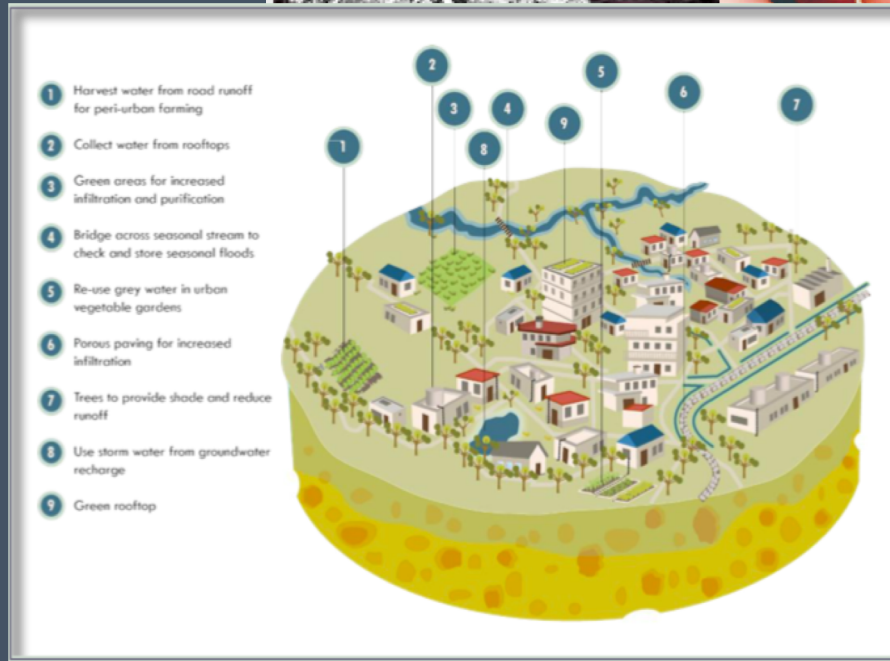 1 Harvest water from road runoff
for peri-urban farming
2 Collect water from rooftops
3 Green areas for increased
infiltration and purification
4 Bridge across seasonal stream to
check and store seasonal floods
5 Re-use grey water in urban
vegetable gardens
6 Porous paving for increased
infiltration
7 Trees to provide shade and reduce
runoff
8 Use storm water from groundwater
recharge
9 Green rooftop
2
5
6
3
4
7
9
1
8